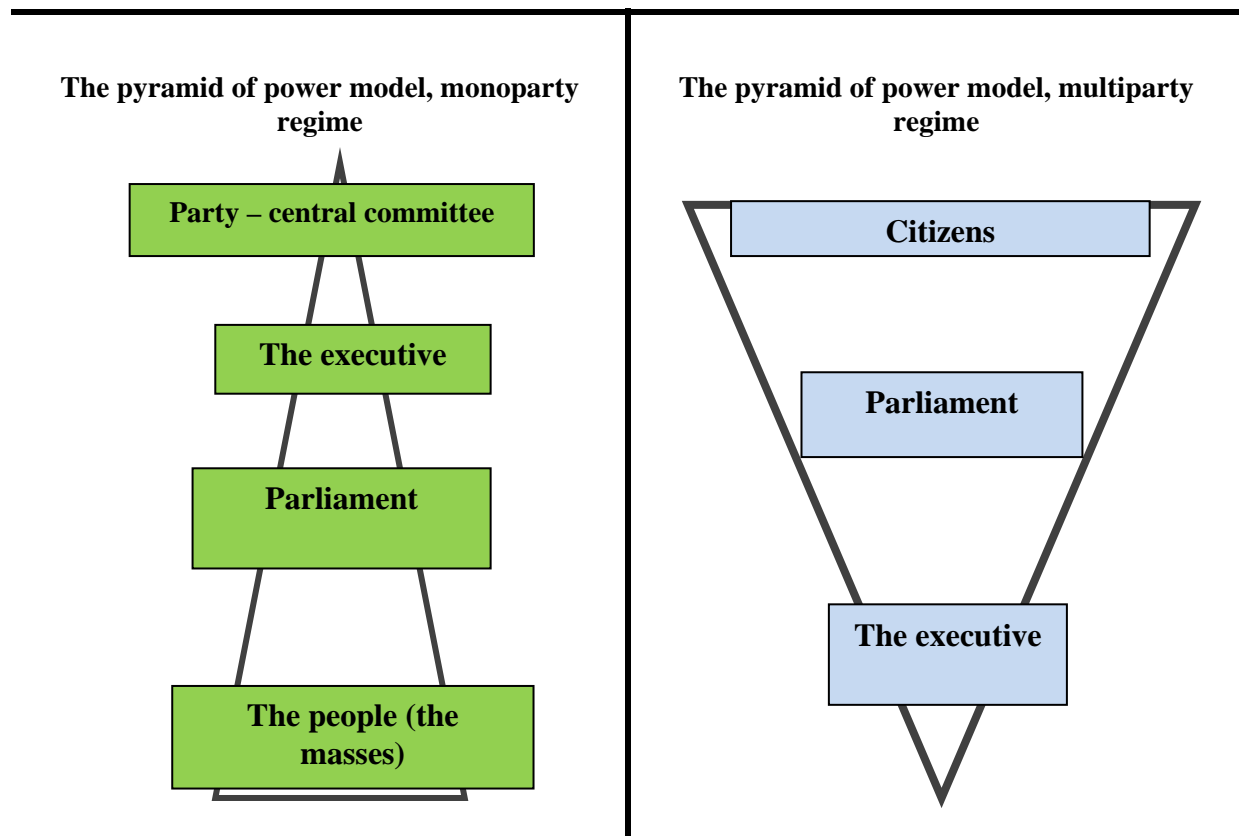 The pyramid of power model, monoparty
regime
Party – central committee
The executive
Parliament
The people (the
masses)
The pyramid of power model, multiparty
regime
Citizens
Parliament
The executive